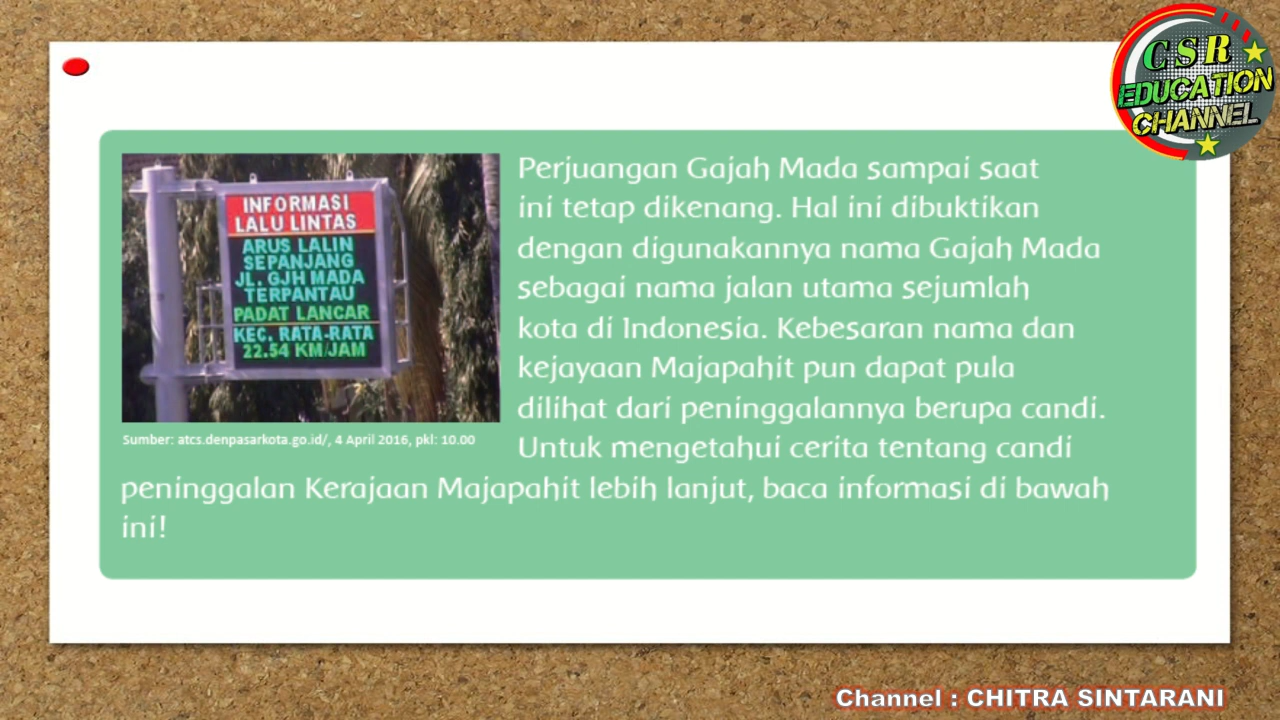 CSR
EDUCATION
CHANNEL
INFORMASI
LALU LINTAS
ARUS LALIN
SEPANJANG
JL. GJH MADA
TERPANTAU
PADAT LANCAR
KEC. RATA-RATA
22.54 KM/JAM
Sumber: atcs.denpasarkota.go.id/, 4 April 2016, pkl: 10.00
Perjuangan Gajah Mada sampai saat
ini tetap dikenang. Hal ini dibuktikan
dengan digunakannya nama Gajah Mada
sebagai nama jalan utama sejumlah
kota di Indonesia. Kebesaran nama dan
kejayaan Majapahit pun dapat pula
dilihat dari peninggalannya berupa candi.
Untuk mengetahui cerita tentang candi
peninggalan Kerajaan Majapahit lebih lanjut, baca informasi di bawah
ini!
Channel : CHITRA SINTARANI